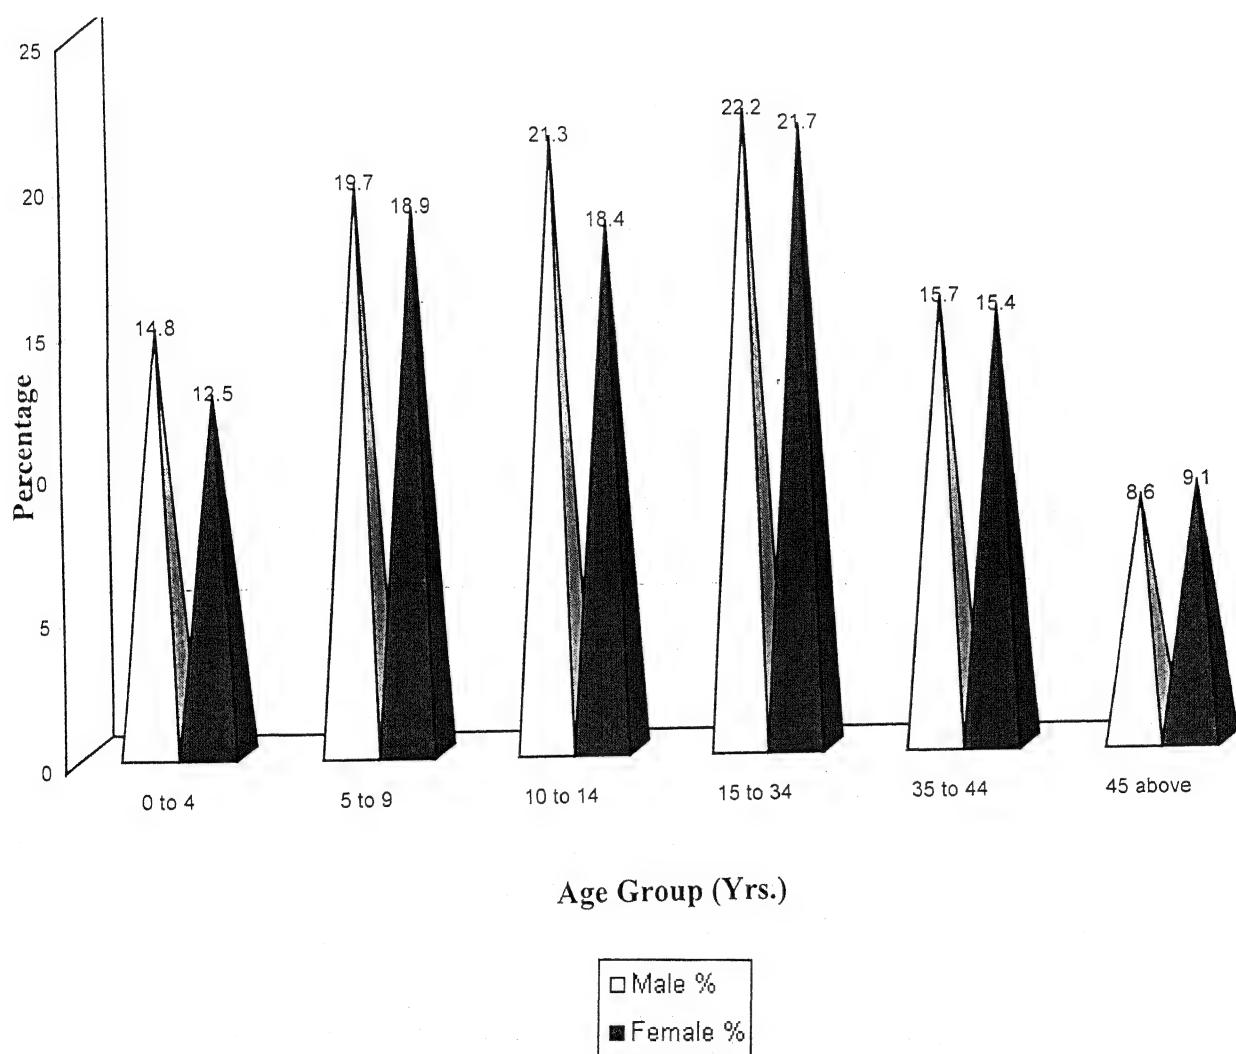 25
20
15
10
5
0
Percentage
14.8
12.5
19.7
18.9
21.3
18.4
22.2
21.7
15.7
15.4
8.6
9.1
0 to 4
5 to 9
10 to 14
15 to 34
35 to 44
45 above
Age Group (Yrs.)
Male %
Female %